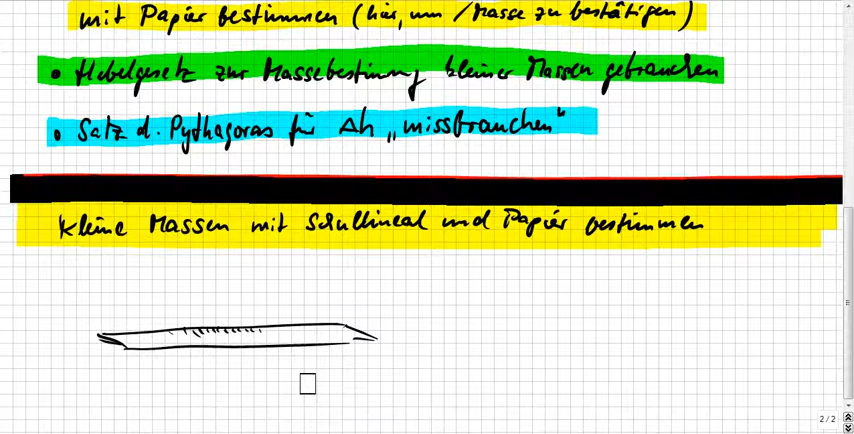 mit Papier bestimmen (hier, um /Masse zu bestätigen)
• Hebelgesetz zur Massebestimmung kleiner Massen gebrauchen
• Satz d. Pythagoras für Δh „missbrauchen"
Kleine Massen mit Schullineal und Papier bestimmen
2/2